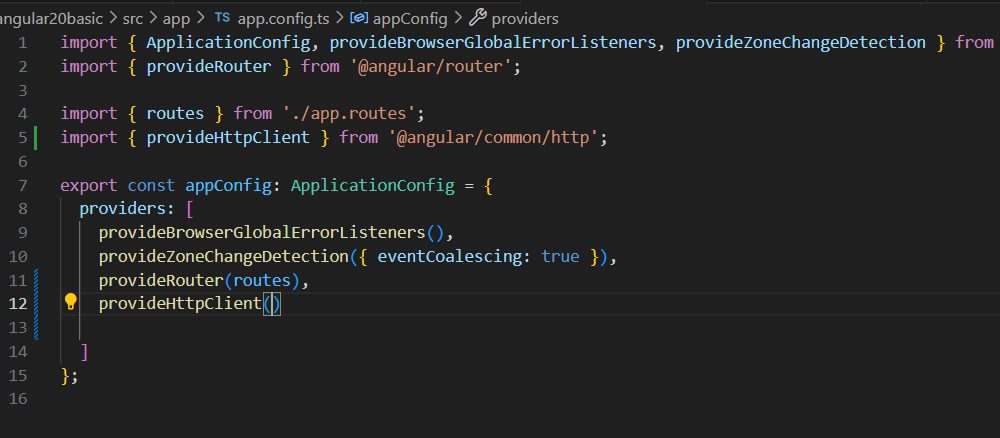 angular20basic > src > app > TS app.config.ts > appConfig > providers
1 import { ApplicationConfig, provideBrowserGlobalErrorListeners, provideZoneChangeDetection } from
2 import { provideRouter } from '@angular/router';
3
4 import { routes } from './app.routes';
5 import { provideHttpClient } from '@angular/common/http';
6
7 export const appConfig: ApplicationConfig = {
8   providers: [
9     provideBrowserGlobalErrorListeners(),
10     provideZoneChangeDetection({ eventCoalescing: true }),
11     provideRouter(routes),
12     provideHttpClient()
13
14   ]
15 };
16